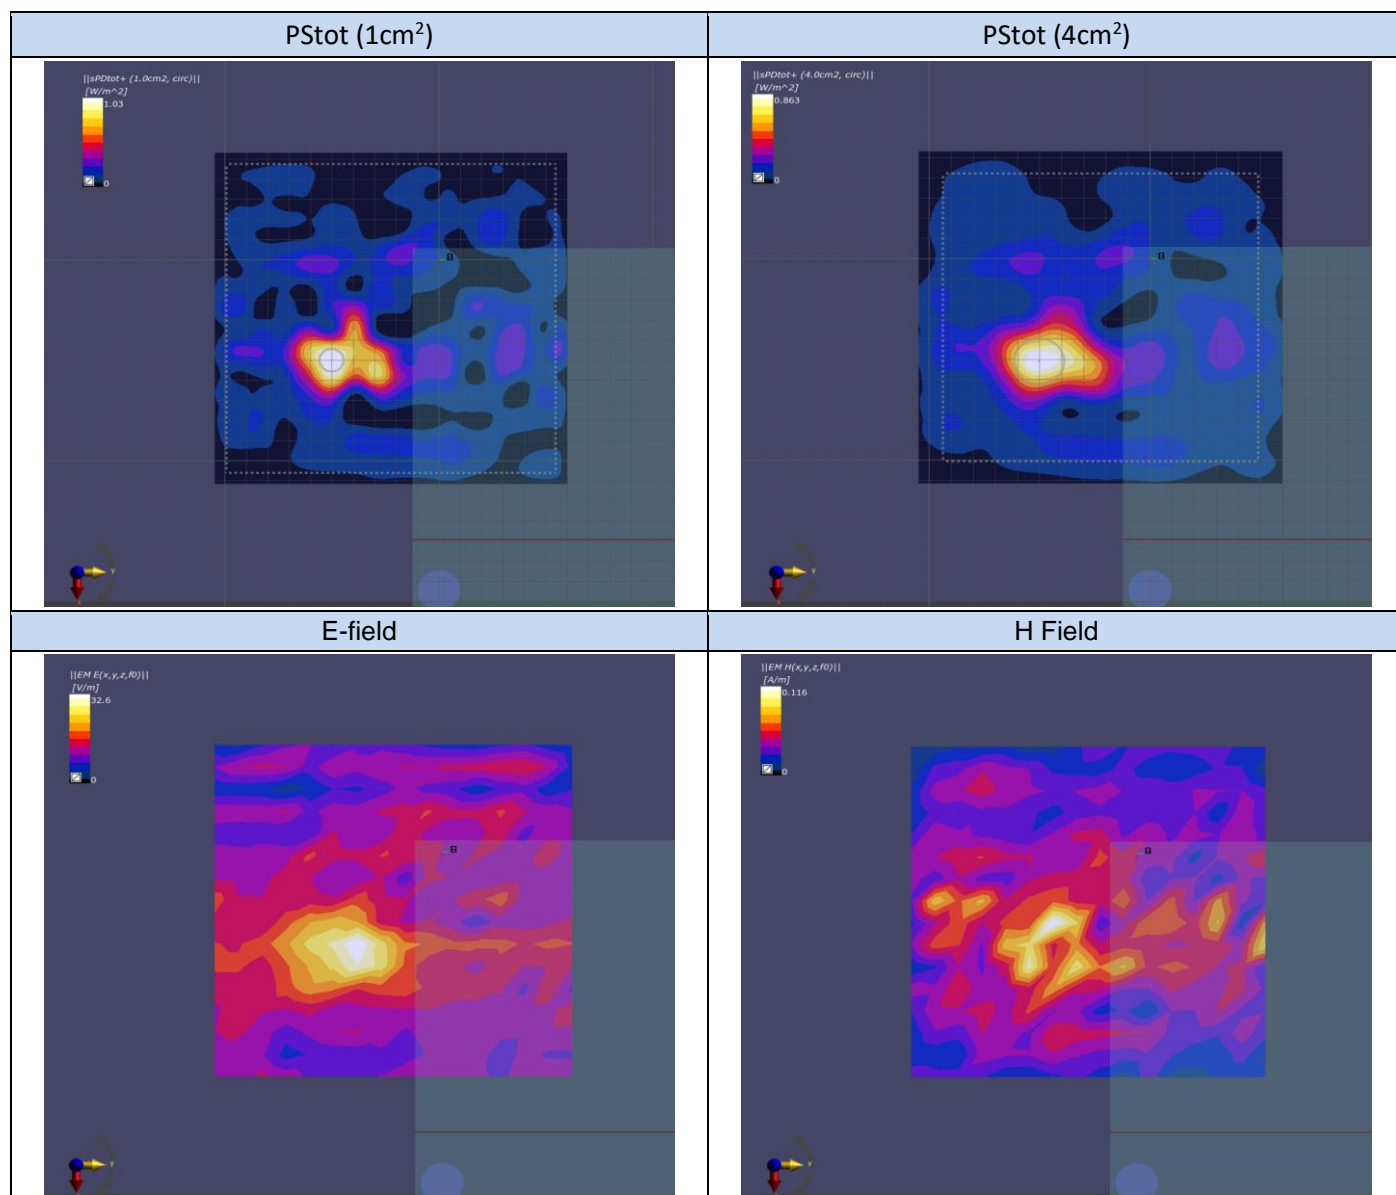 PStot (1cm²)
PStot (4cm²)
||sPDtot+ (1.0cm2, circ)||
[W/m^2]
1.03
0
||sPDtot+ (4.0cm2, circ)||
[W/m^2]
0.863
0
y
y
E-field
H Field
||EM E(x,y,z,f0)||
[V/m]
32.6
0
||EM H(x,y,z,f0)||
[A/m]
0.116
0
y
y